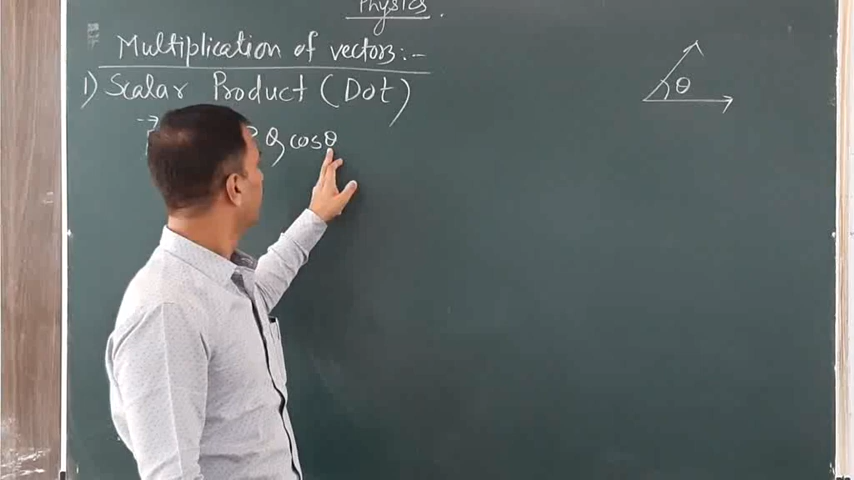 Physics.
Multiplication of vectors:-
1) Scalar Product (Dot)
Q cosθ
θ